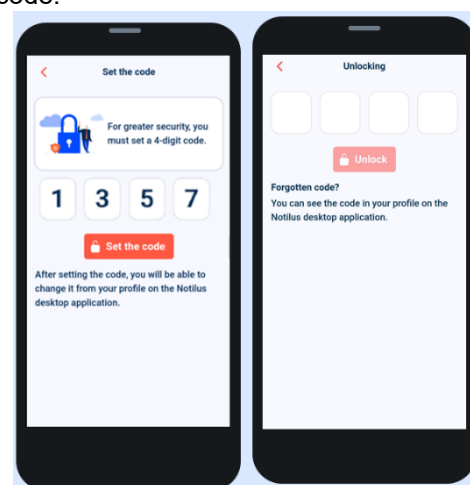 code.
Set the code
For greater security, you
must set a 4-digit code.
1 3 5 7
Set the code
After setting the code, you will be able to
change it from your profile on the Notilus
desktop application.
Unlocking
Unlock
Forgotten code?
You can see the code in your profile on the
Notilus desktop application.